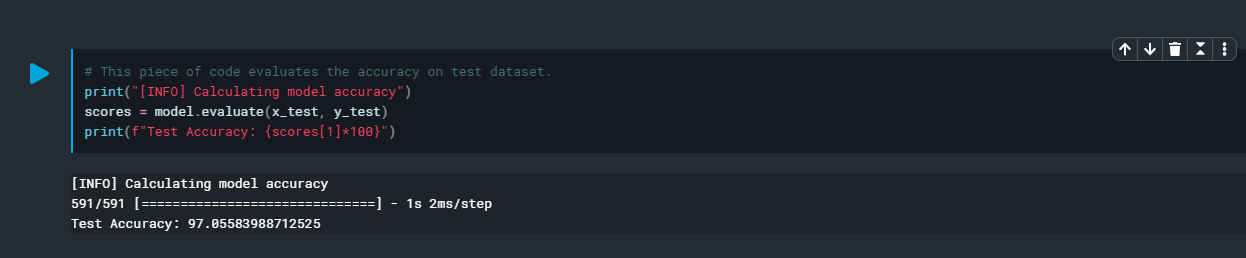 # This piece of code evaluates the accuracy on test dataset.
print("[INFO] Calculating model accuracy")
scores = model.evaluate(x_test, y_test)
print(f"Test Accuracy: {scores[1]*100}")
[INFO] Calculating model accuracy
591/591 [==============================] - 1s 2ms/step
Test Accuracy: 97.05583988712525